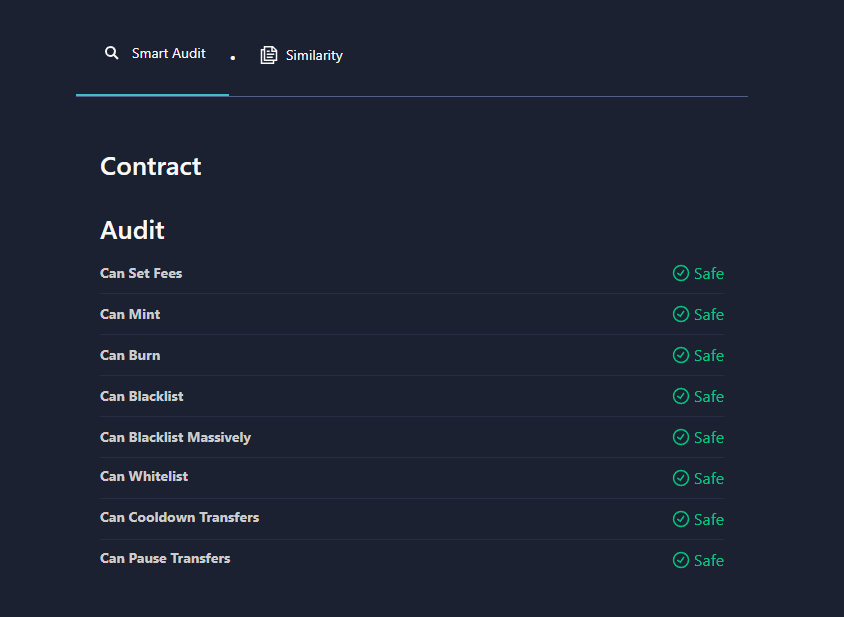 Smart Audit • Similarity
Contract
Audit
Can Set Fees Safe
Can Mint Safe
Can Burn Safe
Can Blacklist Safe
Can Blacklist Massively Safe
Can Whitelist Safe
Can Cooldown Transfers Safe
Can Pause Transfers Safe